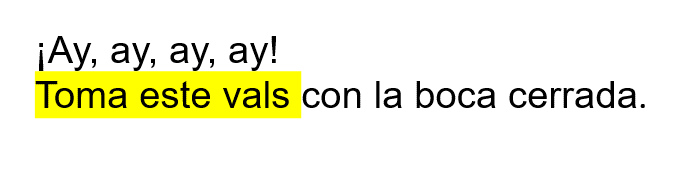 ¡Ay, ay, ay, ay!
Toma este vals con la boca cerrada.